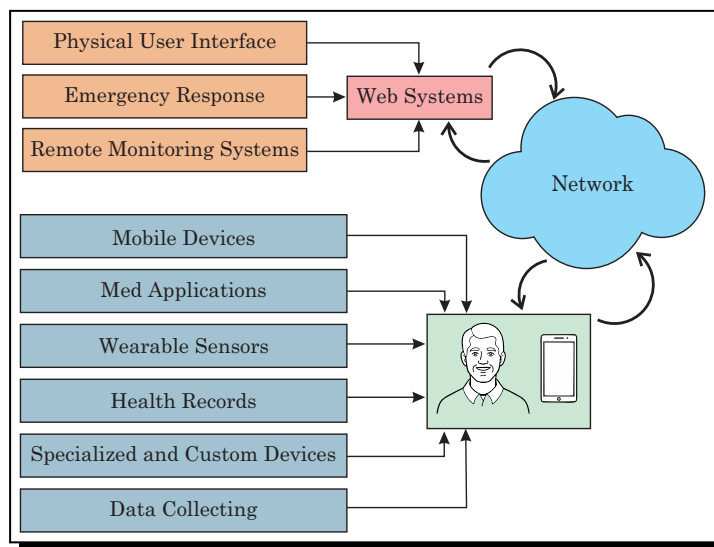 Physical User Interface
Emergency Response
Web Systems
Remote Monitoring Systems
Network
Mobile Devices
Med Applications
Wearable Sensors
Health Records
Specialized and Custom Devices
Data Collecting